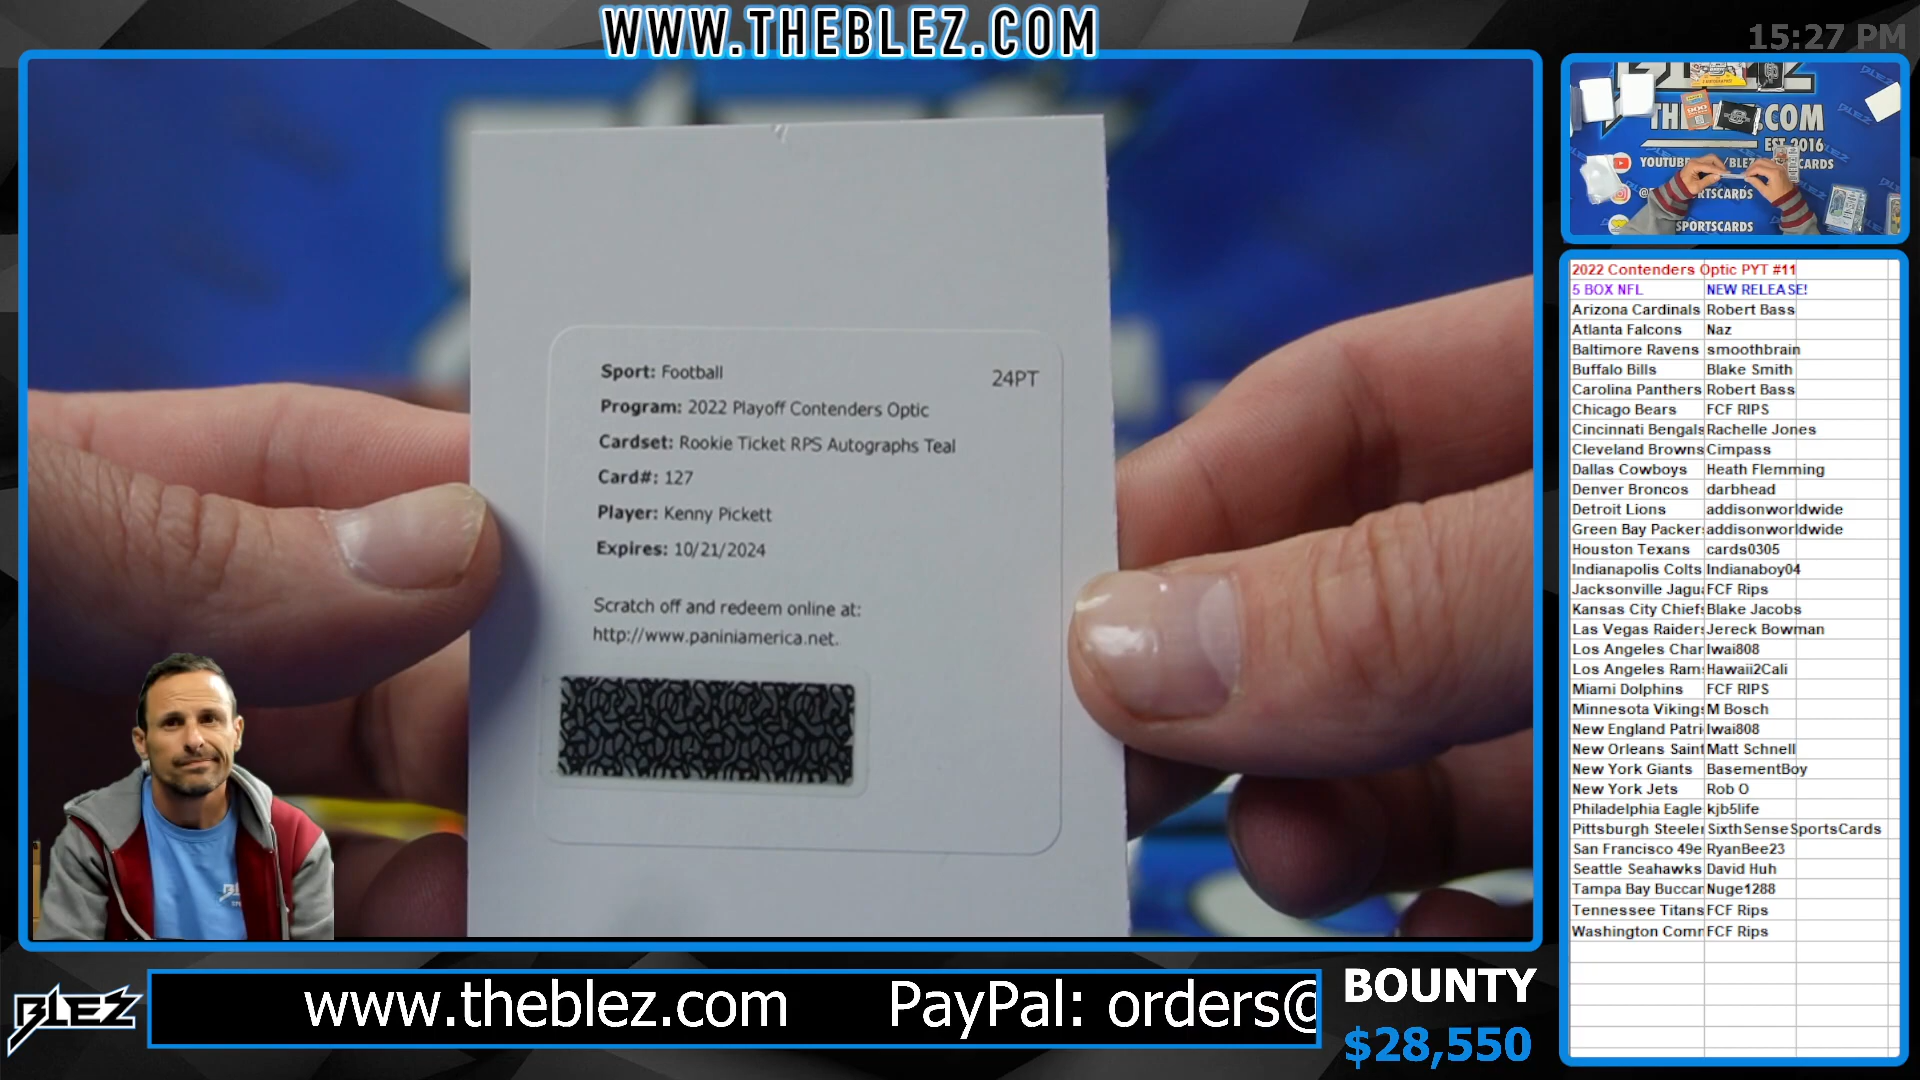 WWW.THEBLEZ.COM
15:27 PM
Sport: Football
24PT
Program: 2022 Playoff Contenders Optic
Cardset: Rookie Ticket RPS Autographs Teal
Card#: 127
Player: Kenny Pickett
Expires: 10/21/2024
Scratch off and redeem online at:
http://www.paniniamerica.net.
.COM
EST 2016
YOUTUBE
/BLEZ
CARDS
RTSCARDS
SPORTSCARDS
2022 Contenders Optic PYT #11
5 BOX NFL NEW RELEASE!
Arizona Cardinals Robert Bass
Atlanta Falcons Naz
Baltimore Ravens smoothbrain
Buffalo Bills Blake Smith
Carolina Panthers Robert Bass
Chicago Bears FCF RIPS
Cincinnati Bengals Rachelle Jones
Cleveland Browns Cimpass
Dallas Cowboys Heath Flemming
Denver Broncos darbhead
Detroit Lions addisonworldwide
Green Bay Packer addisonworldwide
Houston Texans cards0305
Indianapolis Colts Indianaboy04
Jacksonville Jagu FCF Rips
Kansas City Chief Blake Jacobs
Las Vegas Raider Jereck Bowman
Los Angeles Char Iwai808
Los Angeles Ram Hawaii2Cali
Miami Dolphins FCF RIPS
Minnesota Viking M Bosch
New England Patri Iwai808
New Orleans Saint Matt Schnell
New York Giants BasementBoy
New York Jets Rob O
Philadelphia Eagle kjb5life
Pittsburgh Steeler SixthSenseSportsCards
San Francisco 49e RyanBee23
Seattle Seahawks David Huh
Tampa Bay Buccar Nuge1288
Tennessee Titans FCF Rips
Washington Comr FCF Rips
BLEZ
www.theblez.com PayPal: orders@
BOUNTY
$28,550